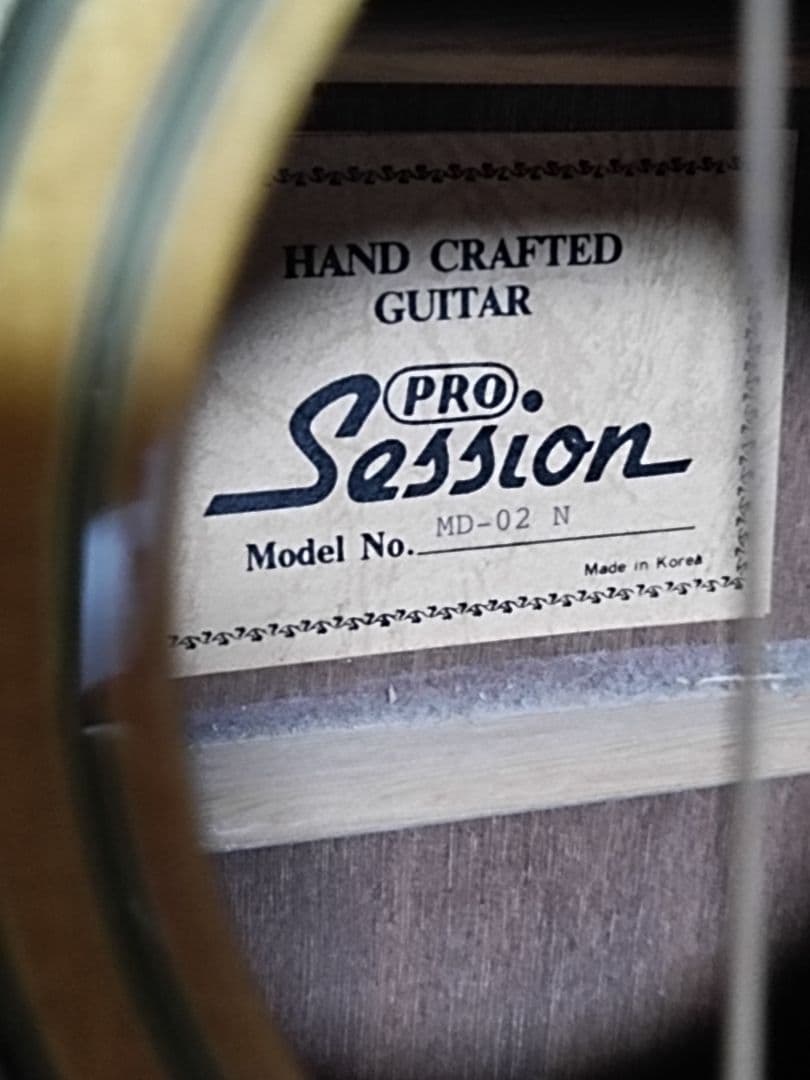 HAND CRAFTED
GUITAR
PRO
Session
Model No. MD-02 N
Made in Korea